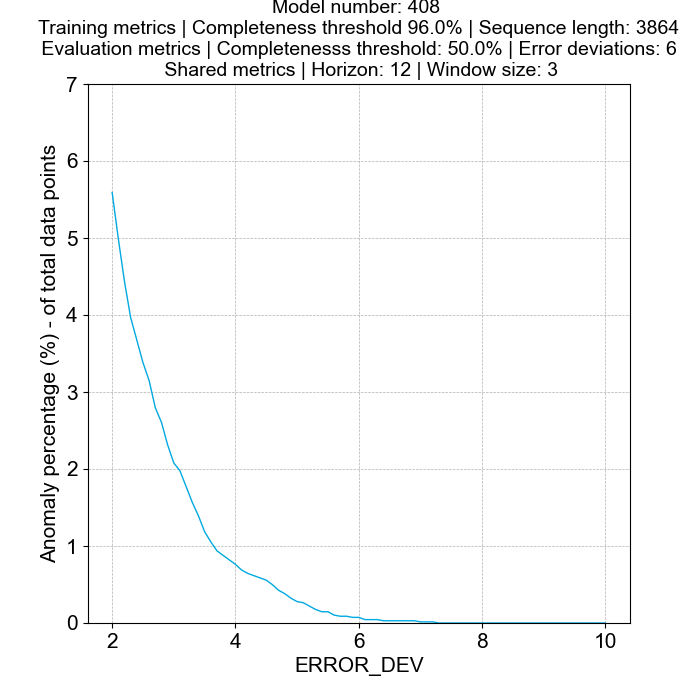 Model number: 408
Training metrics | Completeness threshold 96.0% | Sequence length: 3864
Evaluation metrics | Completenesss threshold: 50.0% | Error deviations: 6
Shared metrics | Horizon: 12 | Window size: 3
7
6
5
4
3
2
1
0
Anomaly percentage (%) - of total data points
2 4 6 8 10
ERROR_DEV